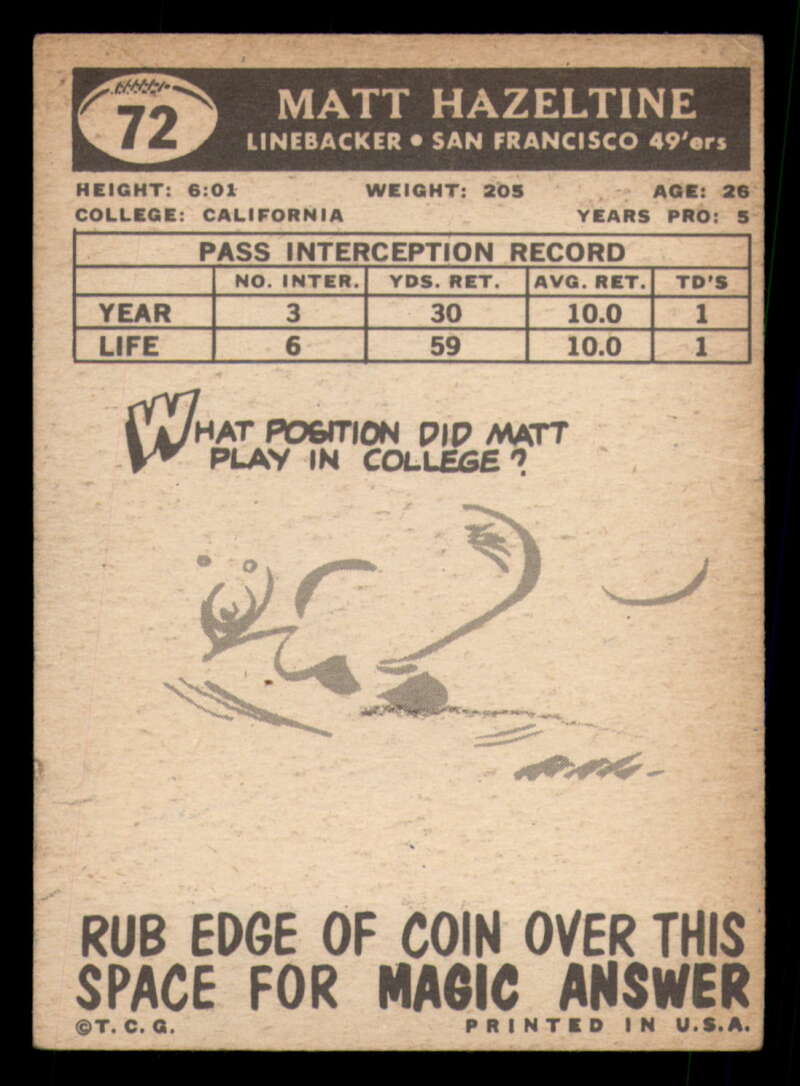 72
MATT HAZELTINE
LINEBACKER • SAN FRANCISCO 49'ers
HEIGHT: 6:01 WEIGHT: 205 AGE: 26
COLLEGE: CALIFORNIA YEARS PRO: 5
PASS INTERCEPTION RECORD
NO. INTER. YDS. RET. AVG. RET. TD'S
YEAR 3 30 10.0 1
LIFE 6 59 10.0 1
WHAT POSITION DID MATT
PLAY IN COLLEGE?
RUB EDGE OF COIN OVER THIS
SPACE FOR MAGIC ANSWER
©T. C. G. PRINTED IN U.S.A.